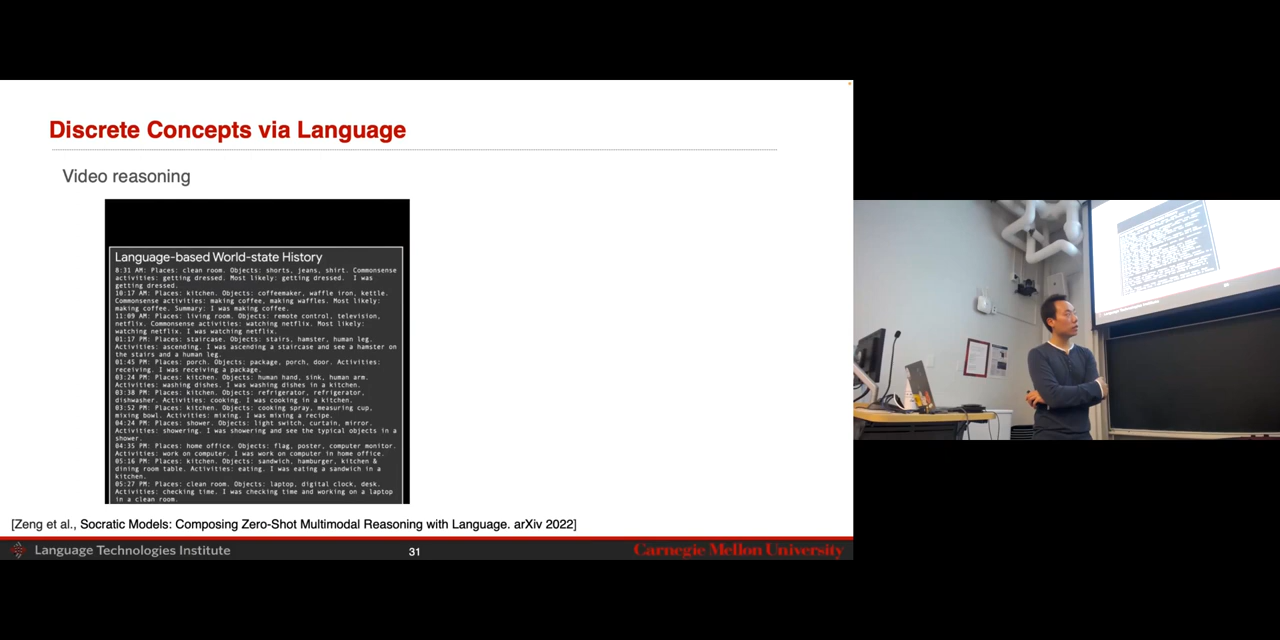 Discrete Concepts via Language
Video reasoning
Language-based World-state History
8:31 AM: Places: clean room. Objects: shorts, jeans, shirt. Commonsense
activities: getting dressed. Most likely: getting dressed. I was
getting dressed.
10:17 AM: Places: kitchen. Objects: coffeemaker, waffle iron, kettle.
Commonsense activities: making coffee, making waffles. Most likely:
making coffee. Summary: I was making coffee.
11:09 AM: Places: living room. Objects: remote control, television,
netflix. Commonsense activities: watching netflix. Most likely:
watching netflix. I was watching netflix.
01:17 PM: Places: staircase. Objects: stairs, hamster, human leg.
Activities: ascending. I was ascending a staircase and see a hamster on
the stairs and a human leg.
01:45 PM: Places: porch. Objects: package, porch, door. Activities:
receiving. I was receiving a package.
03:24 PM: Places: kitchen. Objects: human hand, sink, human arm.
Activities: washing dishes. I was washing dishes in a kitchen.
03:38 PM: Places: kitchen. Objects: refrigerator, refrigerator,
dishwasher. Activities: cooking. I was cooking in a kitchen.
03:52 PM: Places: kitchen. Objects: cooking spray, measuring cup,
mixing bowl. Activities: mixing. I was mixing a recipe.
04:24 PM: Places: shower. Objects: light switch, curtain, mirror.
Activities: showering. I was showering and see the typical objects in a
shower.
04:35 PM: Places: home office. Objects: flag, poster, computer monitor.
Activities: work on computer. I was work on computer in home office.
05:16 PM: Places: kitchen. Objects: sandwich, hamburger, kitchen &
dining room table. Activities: eating. I was eating a sandwich in a
kitchen.
05:27 PM: Places: clean room. Objects: laptop, digital clock, desk.
Activities: checking time. I was checking time and working on a laptop
in a clean room.
[Zeng et al., Socratic Models: Composing Zero-Shot Multimodal Reasoning with Language. arXiv 2022]
Language Technologies Institute
31
Carnegie Mellon University